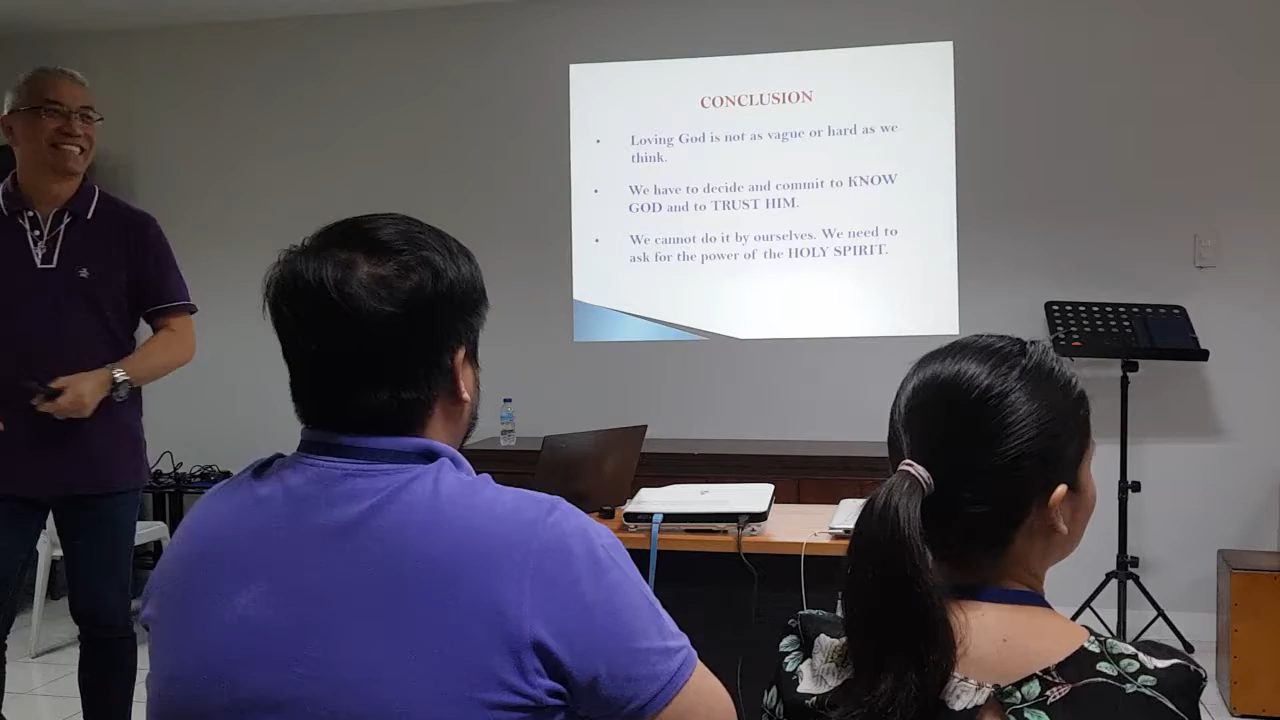 CONCLUSION
• Loving God is not as vague or hard as we
think.
• We have to decide and commit to KNOW
GOD and to TRUST HIM.
• We cannot do it by ourselves. We need to
ask for the power of the HOLY SPIRIT.